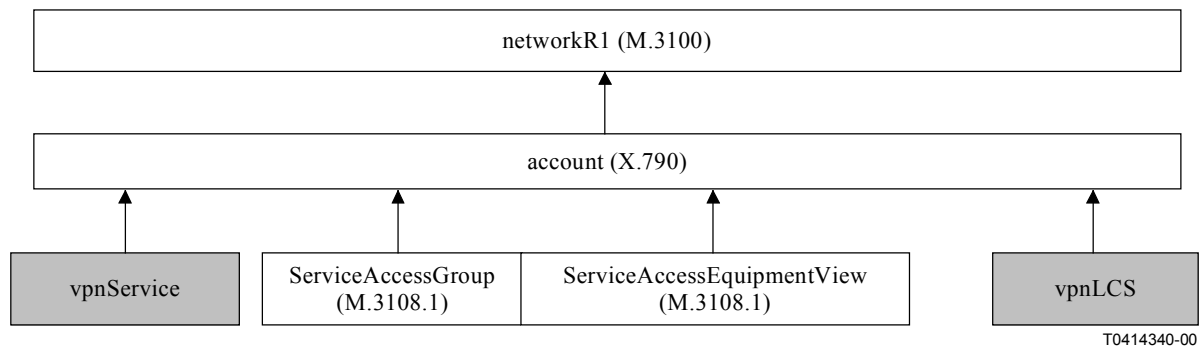 networkR1 (M.3100)
account (X.790)
vpnService
ServiceAccessGroup
(M.3108.1)
ServiceAccessEquipmentView
(M.3108.1)
vpnLCS
T0414340-00